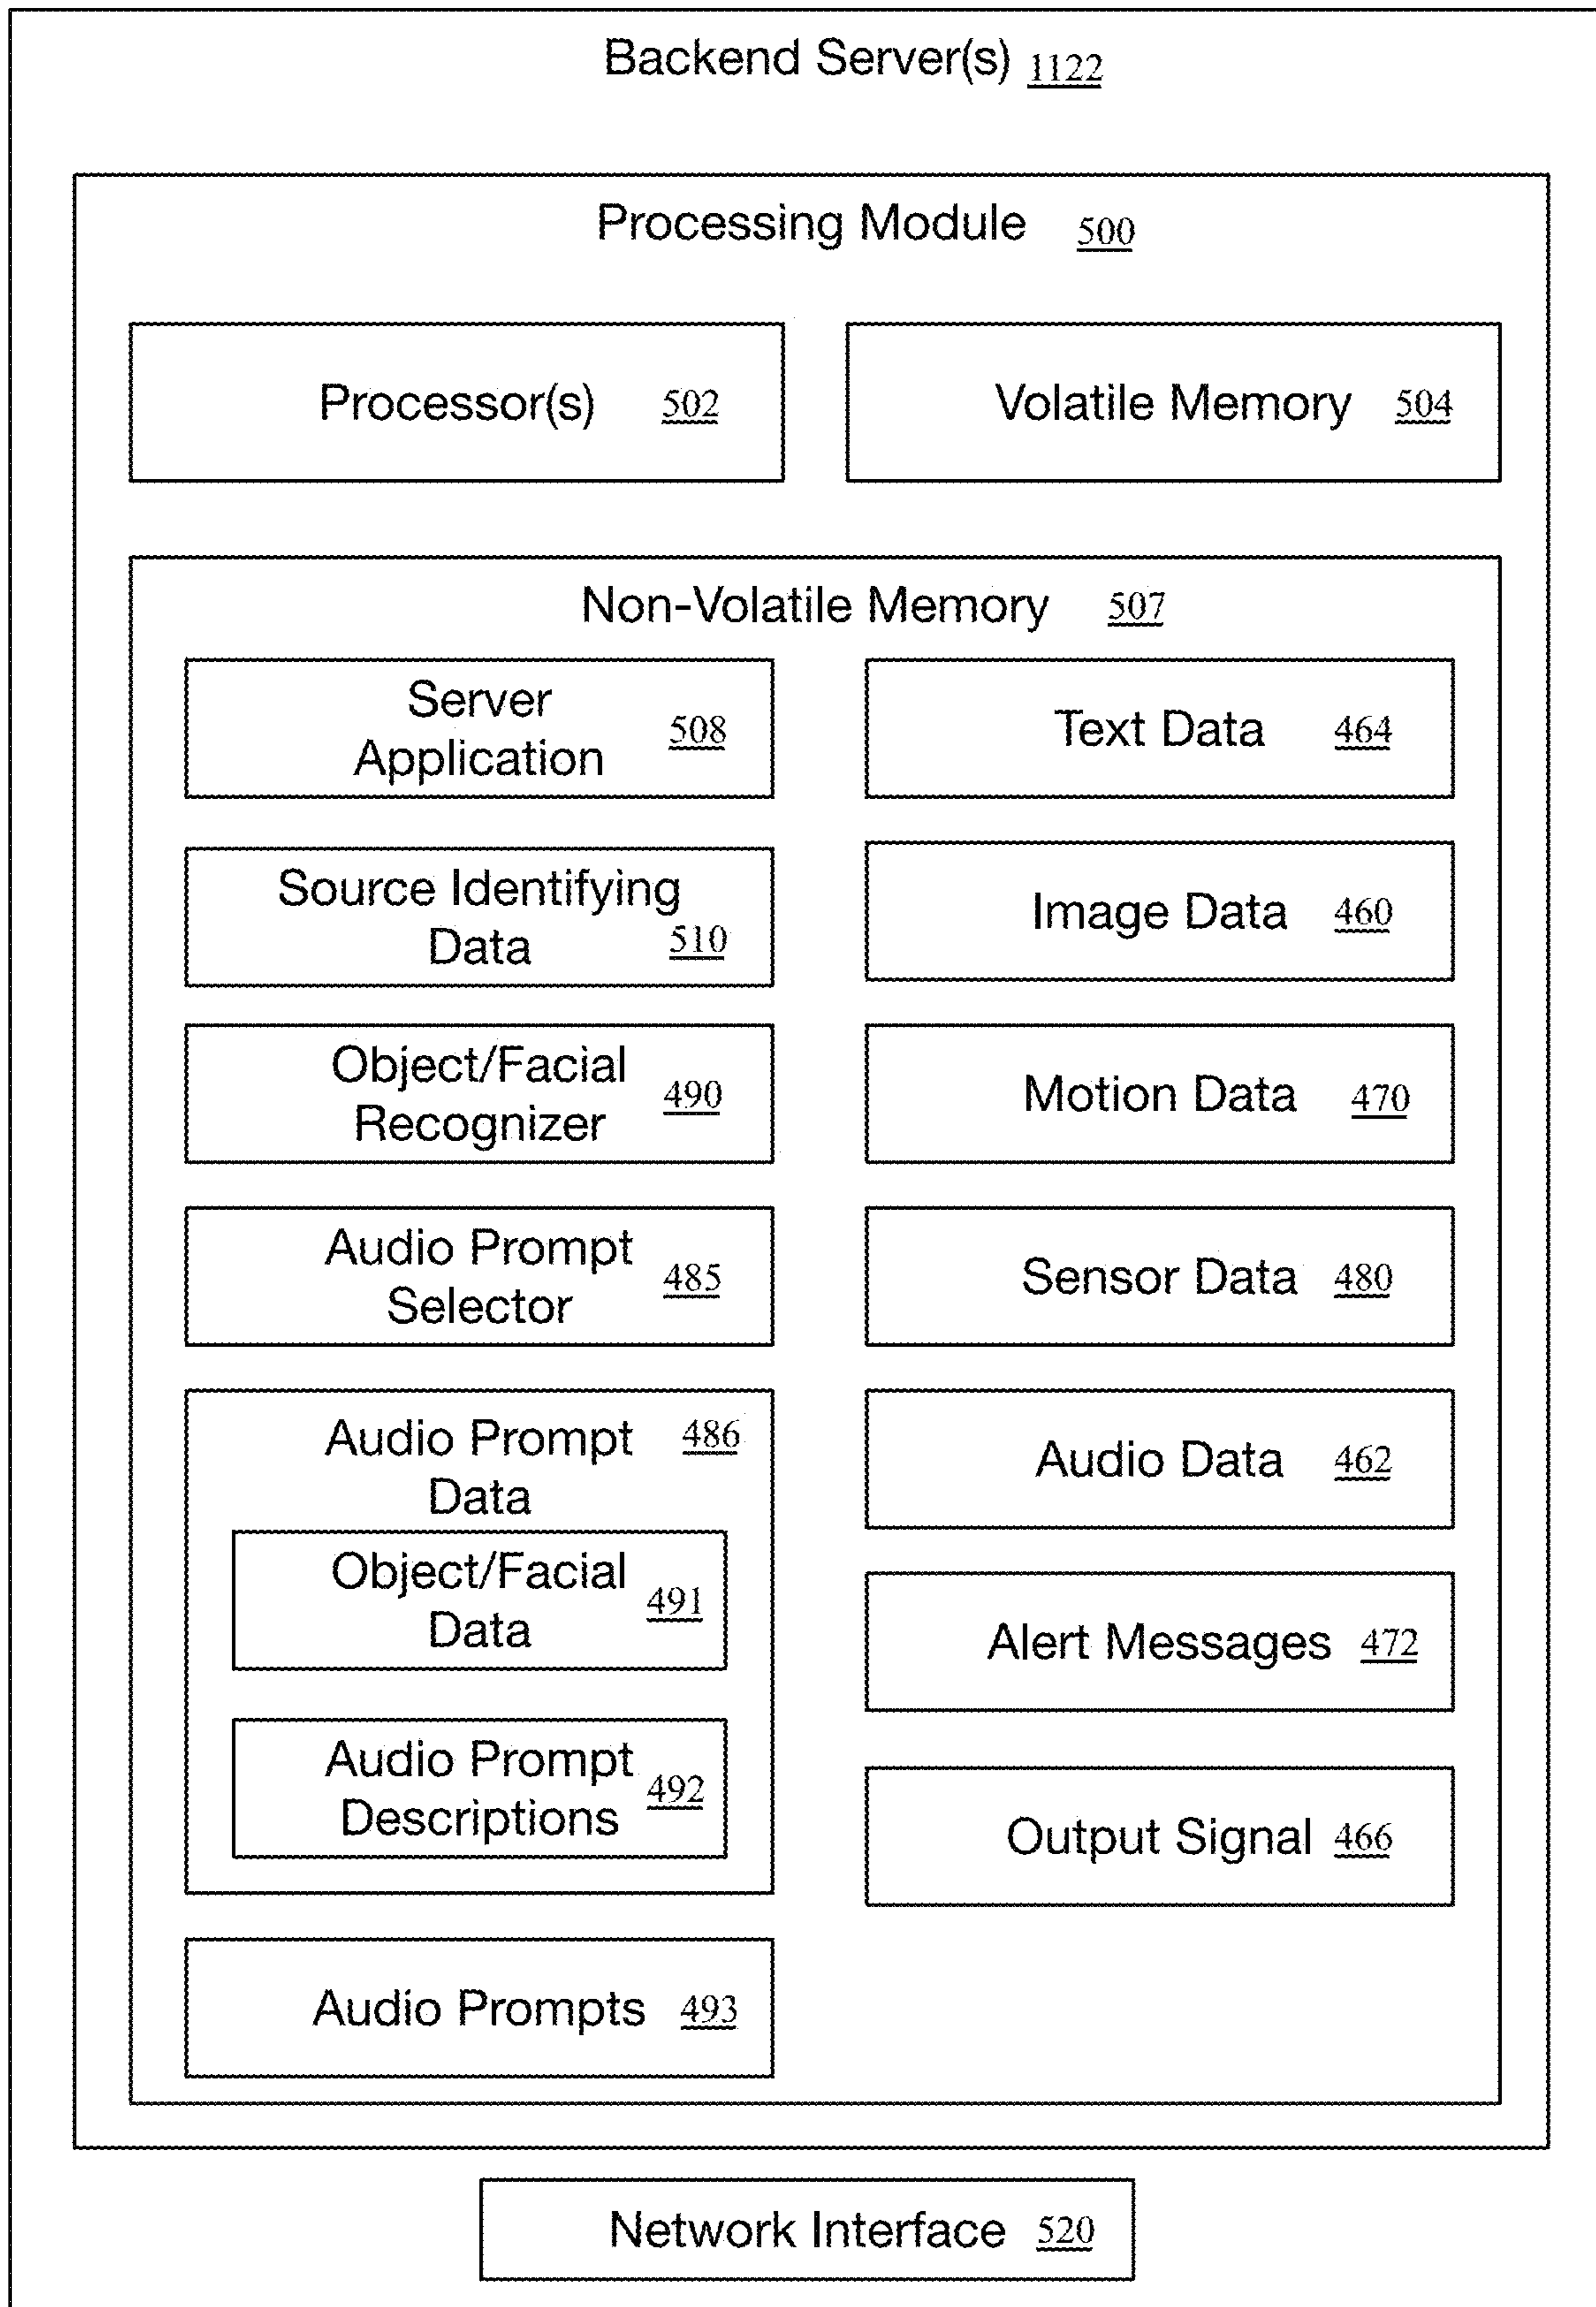 Backend Server(s) 1122
Processing Module 500
Processor(s) 502
Volatile Memory 504
Non-Volatile Memory 507
Server
Application 508
Source Identifying
Data 510
Object/Facial
Recognizer 490
Audio Prompt
Selector 485
Audio Prompt 486
Data
Object/Facial
Data 491
Audio Prompt
Descriptions 492
Audio Prompts 493
Text Data 464
Image Data 460
Motion Data 470
Sensor Data 480
Audio Data 462
Alert Messages 472
Output Signal 466
Network Interface 520